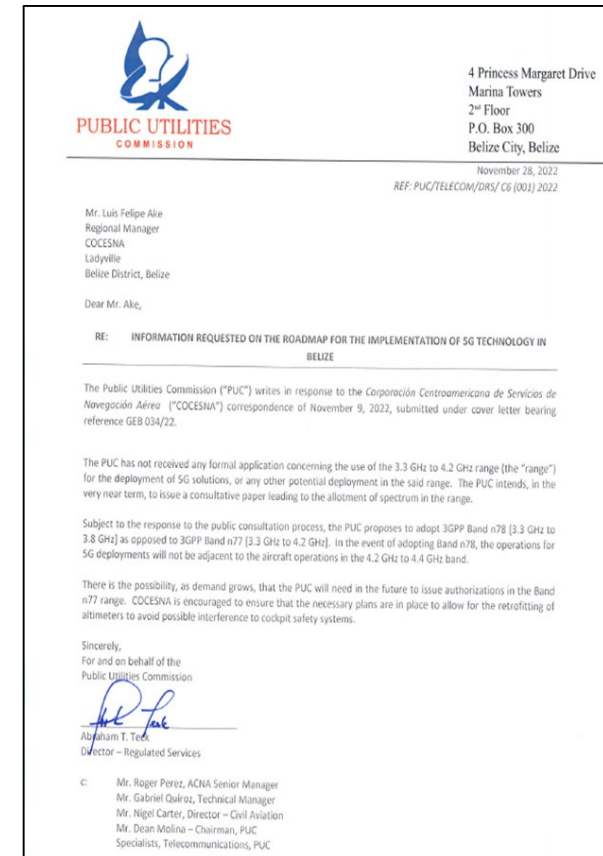 PUBLIC UTILITIES
COMMISSION
4 Princess Margaret Drive
Marina Towers
2nd Floor
P.O. Box 300
Belize City, Belize
November 28, 2022
REF: PUC/TELECOM/DRS/ C6 (001) 2022
Mr. Luis Felipe Ake
Regional Manager
COCESNA
Ladyville
Belize District, Belize
Dear Mr. Ake,
RE: INFORMATION REQUESTED ON THE ROADMAP FOR THE IMPLEMENTATION OF 5G TECHNOLOGY IN
BELIZE
The Public Utilities Commission ("PUC") writes in response to the Corporación Centroamericana de Servicios de
Navegación Aérea ("COCESNA") correspondence of November 9, 2022, submitted under cover letter bearing
reference GEB 034/22.
The PUC has not received any formal application concerning the use of the 3.3 GHz to 4.2 GHz range (the "range")
for the deployment of 5G solutions, or any other potential deployment in the said range. The PUC intends, in the
very near term, to issue a consultative paper leading to the allotment of spectrum in the range.
Subject to the response to the public consultation process, the PUC proposes to adopt 3GPP Band n78 [3.3 GHz to
3.8 GHz] as opposed to 3GPP Band n77 [3.3 GHz to 4.2 GHz]. In the event of adopting Band n78, the operations for
5G deployments will not be adjacent to the aircraft operations in the 4.2 GHz to 4.4 GHz band.
There is the possibility, as demand grows, that the PUC will need in the future to issue authorizations in the Band
n77 range. COCESNA is encouraged to ensure that the necessary plans are in place to allow for the retrofitting of
altimeters to avoid possible interference to cockpit safety systems.
Sincerely,
For and on behalf of the
Public Utilities Commission
Abraham T. Teck
Director – Regulated Services
c: Mr. Roger Perez, ACNA Senior Manager
Mr. Gabriel Quiroz, Technical Manager
Mr. Nigel Carter, Director – Civil Aviation
Mr. Dean Molina – Chairman, PUC
Specialists, Telecommunications, PUC